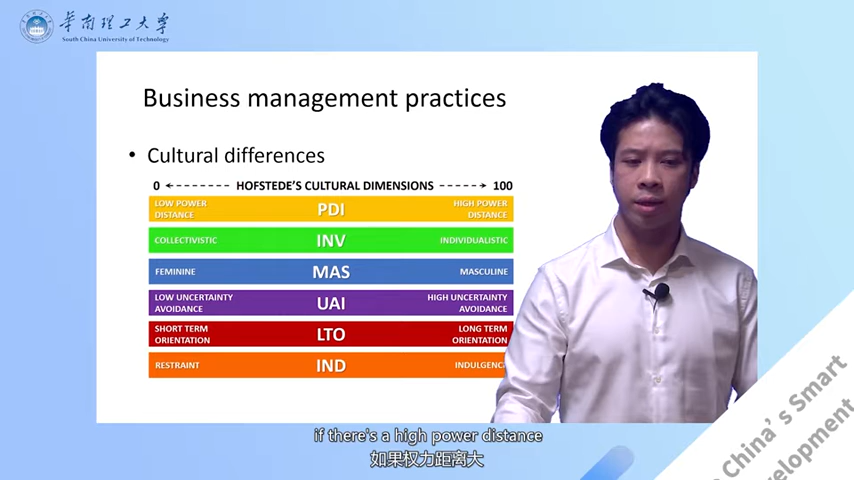 華南理工大学
South China University of Technology
Business management practices
• Cultural differences
0 HOFSTEDE'S CULTURAL DIMENSIONS 100
LOW POWER DISTANCE PDI HIGH POWER DISTANCE
COLLECTIVISTIC INV INDIVIDUALISTIC
FEMININE MAS MASCULINE
LOW UNCERTAINTY AVOIDANCE UAI HIGH UNCERTAINTY AVOIDANCE
SHORT TERM ORIENTATION LTO LONG TERM ORIENTATION
RESTRAINT IND INDULGENC
China's Smart
if there's a high power distance
如果权力距离大